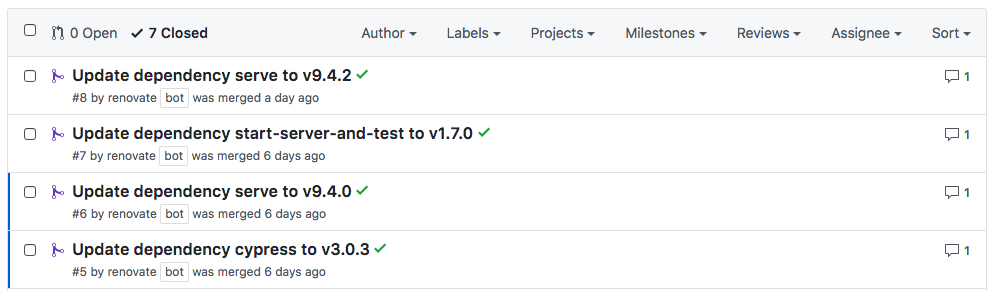 0 Open 7 Closed Author Labels Projects Milestones Reviews Assignee Sort
Update dependency serve to v9.4.2 1
#8 by renovate bot was merged a day ago
Update dependency start-server-and-test to v1.7.0 1
#7 by renovate bot was merged 6 days ago
Update dependency serve to v9.4.0 1
#6 by renovate bot was merged 6 days ago
Update dependency cypress to v3.0.3 1
#5 by renovate bot was merged 6 days ago